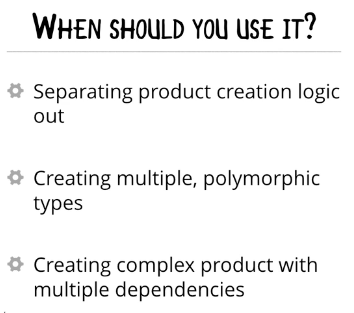 WHEN SHOULD YOU USE IT?
Separating product creation logic
out
Creating multiple, polymorphic
types
Creating complex product with
multiple dependencies